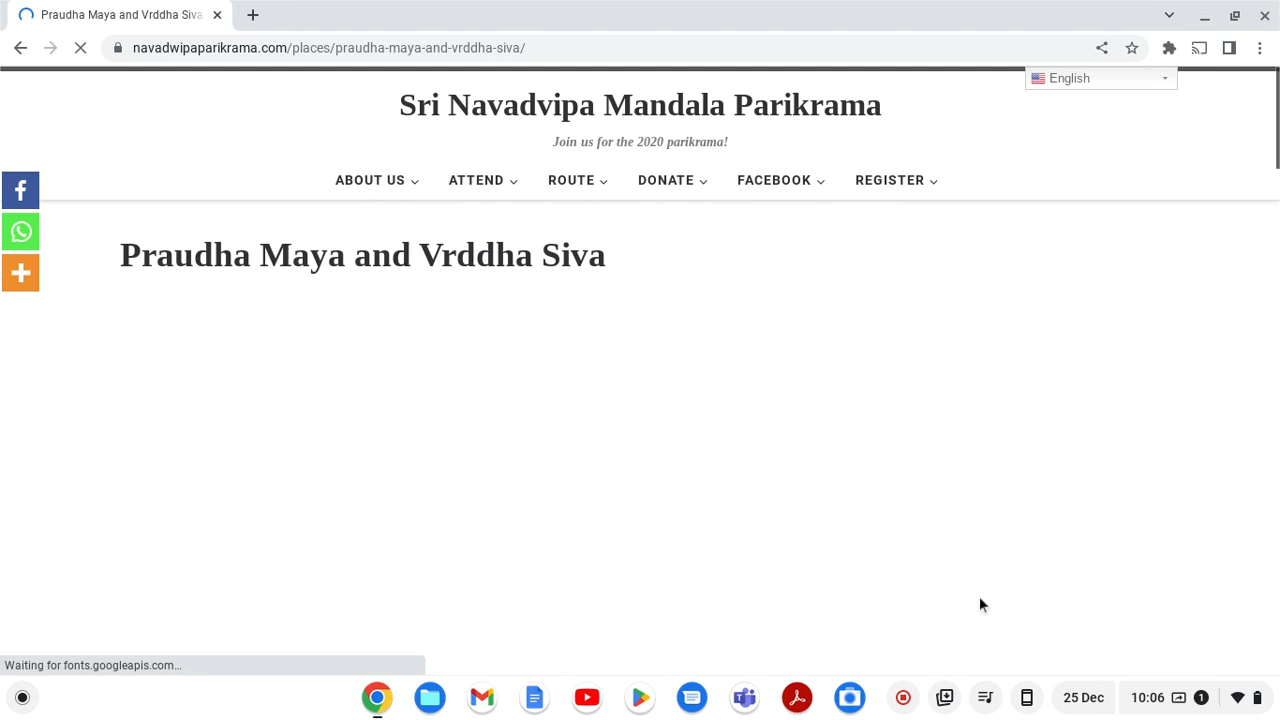 Praudha Maya and Vrddha Siva
navadwipaparikrama.com/places/praudha-maya-and-vrddha-siva/
English
Sri Navadvipa Mandala Parikrama
Join us for the 2020 parikrama!
ABOUT US ATTEND ROUTE DONATE FACEBOOK REGISTER
Praudha Maya and Vrddha Siva
Waiting for fonts.googleapis.com...
25 Dec 10:06 1